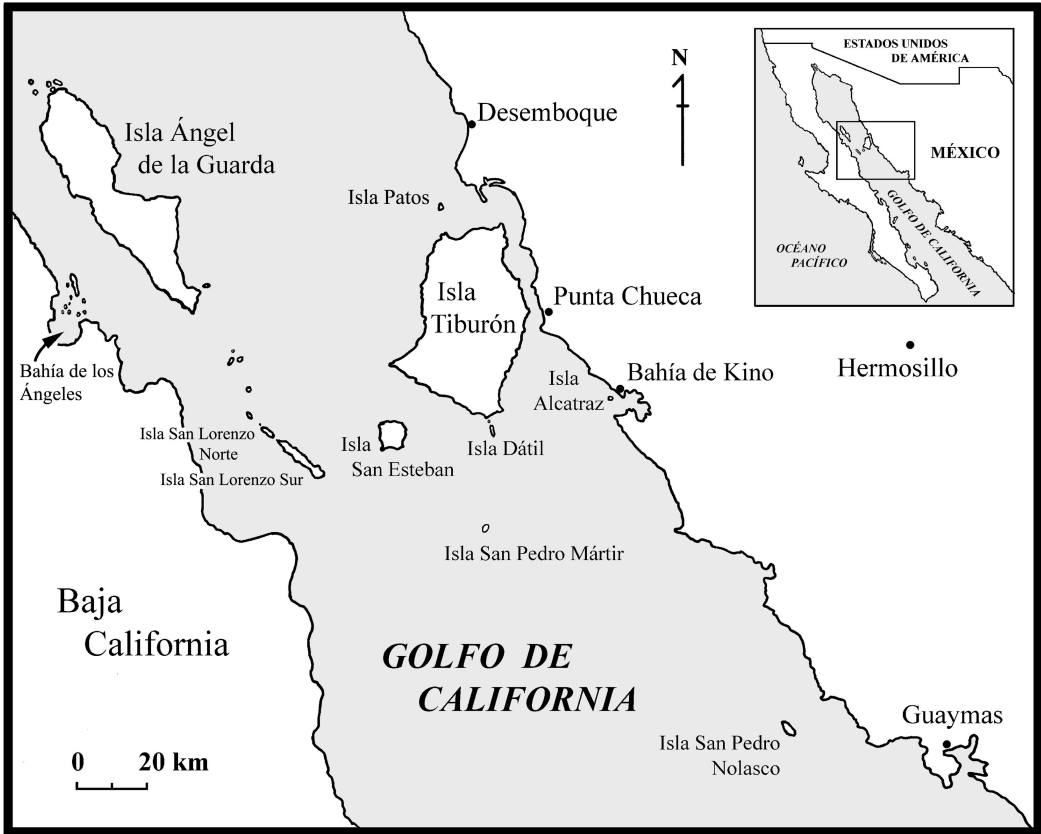 ESTADOS UNIDOS
DE AMÉRICA
MÉXICO
GOLFO DE CALIFORNIA
OCÉANO
PACÍFICO
N
Desemboque
Isla Ángel
de la Guarda
Isla Patos
Isla
Tiburón
Punta Chueca
Hermosillo
Bahía de los
Ángeles
Isla
Alcatraz
Bahía de Kino
Isla San Lorenzo
Norte
Isla
San Esteban
Isla Dátil
Isla San Lorenzo Sur
Isla San Pedro Mártir
Baja
California
GOLFO DE
CALIFORNIA
Guaymas
Isla San Pedro
Nolasco
0 20 km